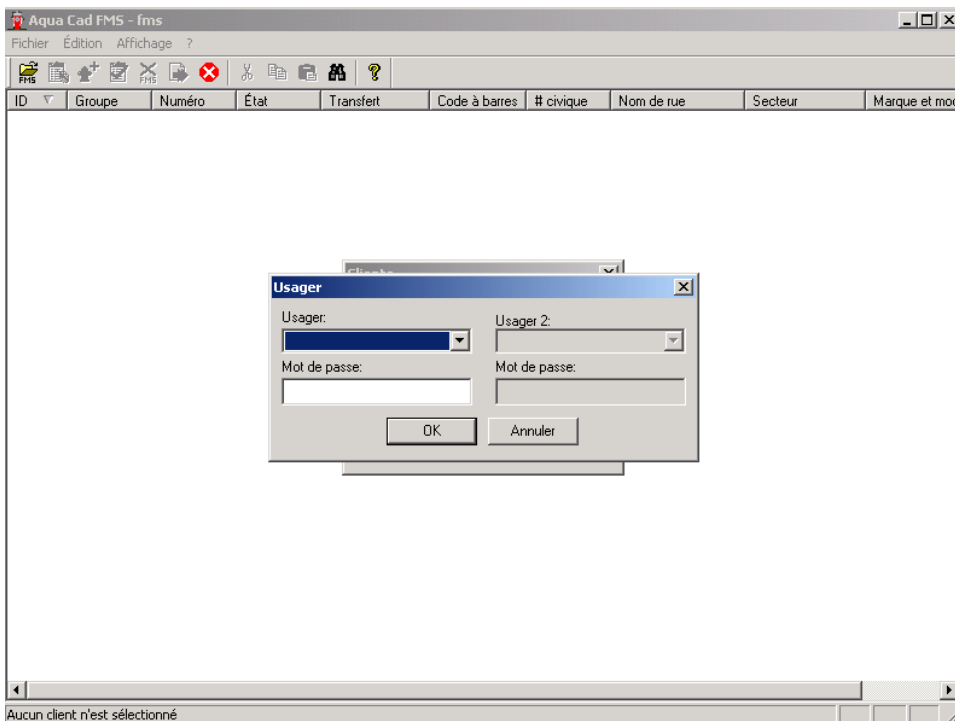 Aqua Cad FMS - fms
Fichier Édition Affichage ?
FMS FMS
ID Groupe Numéro État Transfert Code à barres # civique Nom de rue Secteur Marque et mod
Usager
Usager: Usager 2:
Mot de passe: Mot de passe:
OK Annuler
Aucun client n'est sélectionné